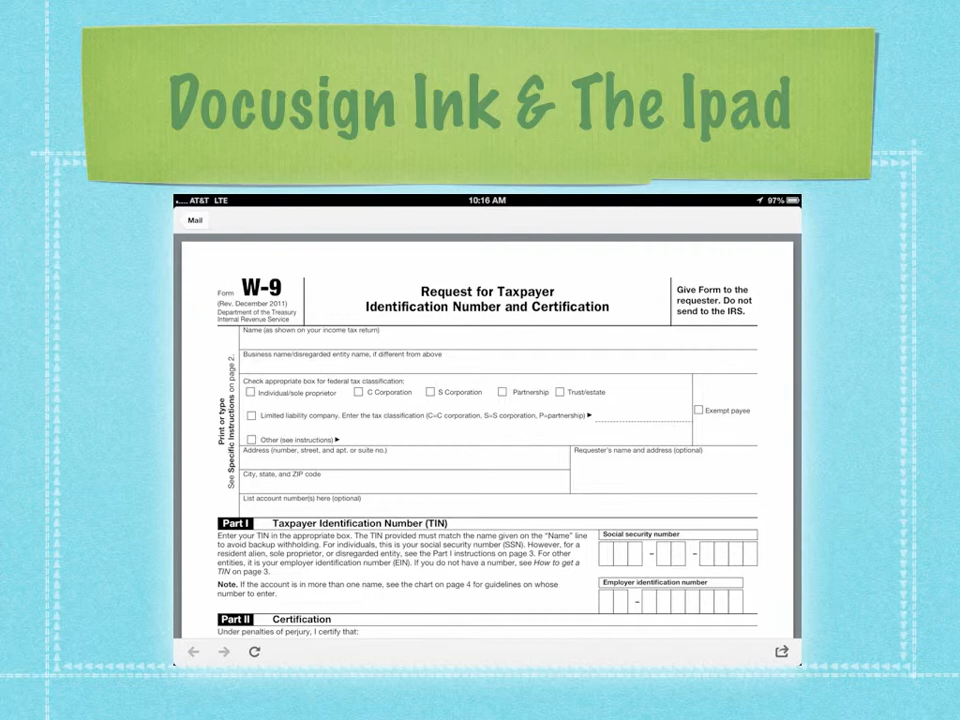 Docusign Ink & The Ipad
AT&T LTE
10:16 AM
97%
Mail
Form W-9
(Rev. December 2011)
Department of the Treasury
Internal Revenue Service
Request for Taxpayer
Identification Number and Certification
Give Form to the
requester. Do not
send to the IRS.
Print or type
See Specific Instructions on page 2.
Name (as shown on your income tax return)
Business name/disregarded entity name, if different from above
Check appropriate box for federal tax classification:
Individual/sole proprietor C Corporation S Corporation Partnership Trust/estate
Limited liability company. Enter the tax classification (C=C corporation, S=S corporation, P=partnership) ▶
Exempt payee
Other (see instructions) ▶
Address (number, street, and apt. or suite no.)
Requester's name and address (optional)
City, state, and ZIP code
List account number(s) here (optional)
Part I Taxpayer Identification Number (TIN)
Enter your TIN in the appropriate box. The TIN provided must match the name given on the “Name” line
to avoid backup withholding. For individuals, this is your social security number (SSN). However, for a
resident alien, sole proprietor, or disregarded entity, see the Part I instructions on page 3. For other
entities, it is your employer identification number (EIN). If you do not have a number, see How to get a
TIN on page 3.
Note. If the account is in more than one name, see the chart on page 4 for guidelines on whose
number to enter.
Social security number
– –
Employer identification number
–
Part II Certification
Under penalties of perjury, I certify that: